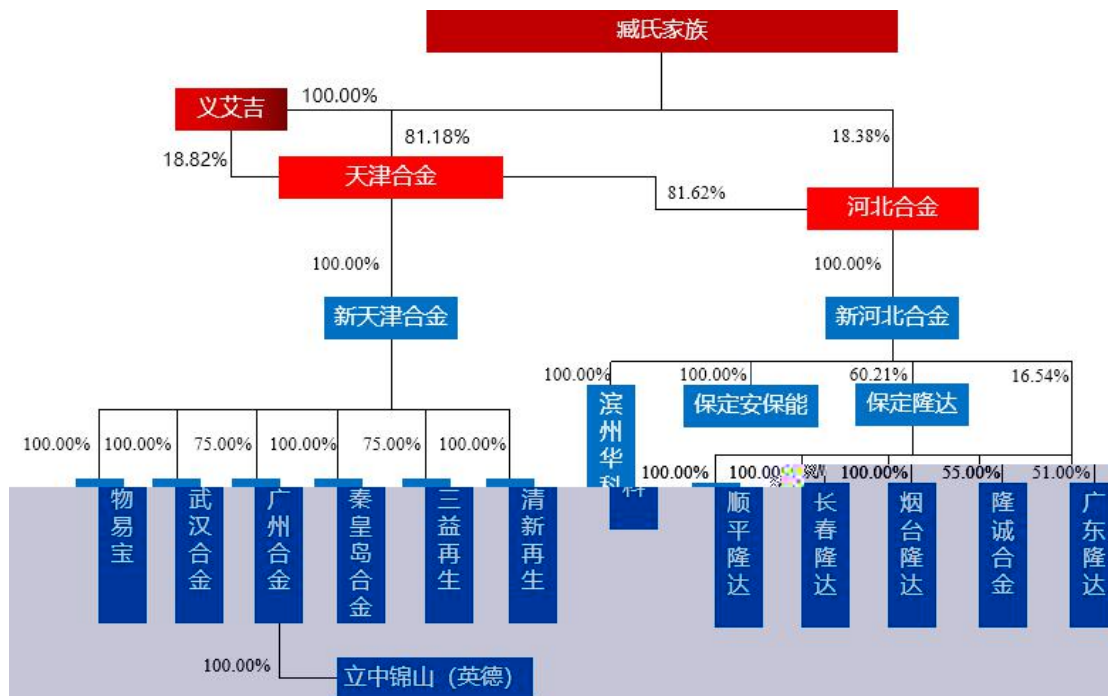 臧氏家族
义艾吉
100.00%
81.18%
18.38%
18.82%
天津合金
81.62%
河北合金
100.00%
100.00%
新天津合金
新河北合金
100.00%
100.00%
60.21%
16.54%
滨州华科
保定安保能
保定隆达
100.00%
100.00%
75.00%
100.00%
75.00%
100.00%
100.00%
100.00%
100.00%
55.00%
51.00%
物易宝
武汉合金
广州合金
秦皇岛合金
三益再生
清新再生
顺平隆达
长春隆达
烟台隆达
隆诚合金
广东隆达
100.00%
立中锦山（英德）